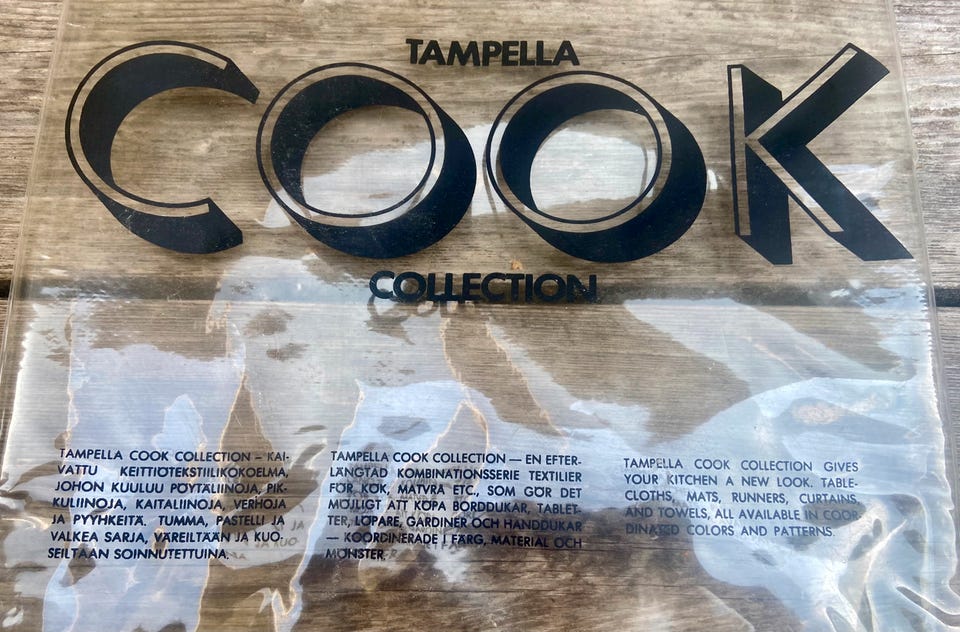 TAMPELLA
COOK
COLLECTION
TAMPELLA COOK COLLECTION – KAI-
VATTU KEITTIÖTEKSTIILIKOKOELMA,
JOHON KUULUU PÖYTÄLIINOJA, PIK-
KULIINOJA, KAITALIINOJA, VERHOJA
JA PYYHKEITÄ. TUMMA, PASTELLI JA
VALKEA SARJA, VÄREILTÄÄN JA KUO.
SEILTAAN SOINNUTETTUINA.
TAMPELLA COOK COLLECTION — EN EFTER-
LÄNGTAD KOMBINATIONSSERIE TEXTILIER
FÖR KÖK, MATVRÅ ETC., SOM GÖR DET
MÖJLIGT ATT KÖPA BORDDUKAR, TABLET-
TER, LÖPARE, GARDINER OCH HANDDUKAR
— KOORDINERADE I FÄRG, MATERIAL OCH
MÖNSTER.
TAMPELLA COOK COLLECTION GIVES
YOUR KITCHEN A NEW LOOK. TABLE-
CLOTHS, MATS, RUNNERS, CURTAINS,
AND TOWELS, ALL AVAILABLE IN COOR-
DINATED COLORS AND PATTERNS.